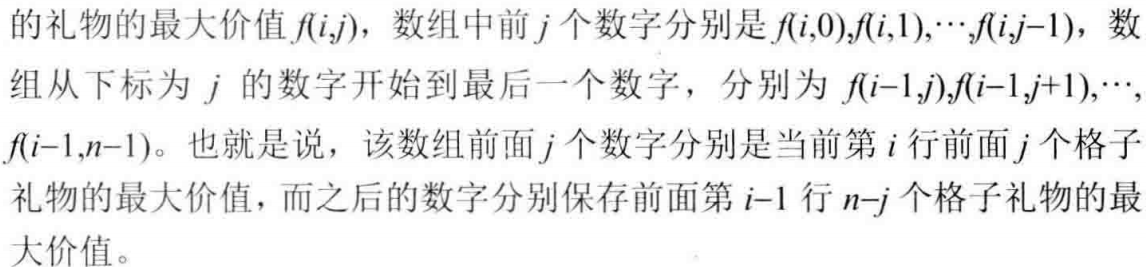 的礼物的最大价值 f(i,j)，数组中前 j 个数字分别是 f(i,0),f(i,1),⋯,f(i,j−1)，数
组从下标为 j 的数字开始到最后一个数字，分别为 f(i−1,j),f(i−1,j+1),⋯,
f(i−1,n−1)。也就是说，该数组前面 j 个数字分别是当前第 i 行前面 j 个格子
礼物的最大价值，而之后的数字分别保存前面第 i−1 行 n−j 个格子礼物的最
大价值。